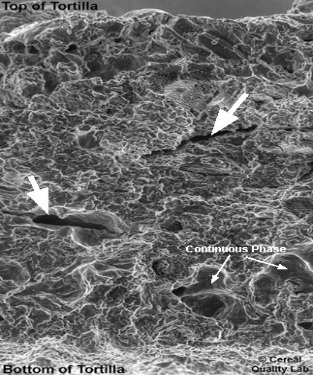 Top of Tortilla
Continuous Phase
© Cereal
Quality Lab
Bottom of Tortilla